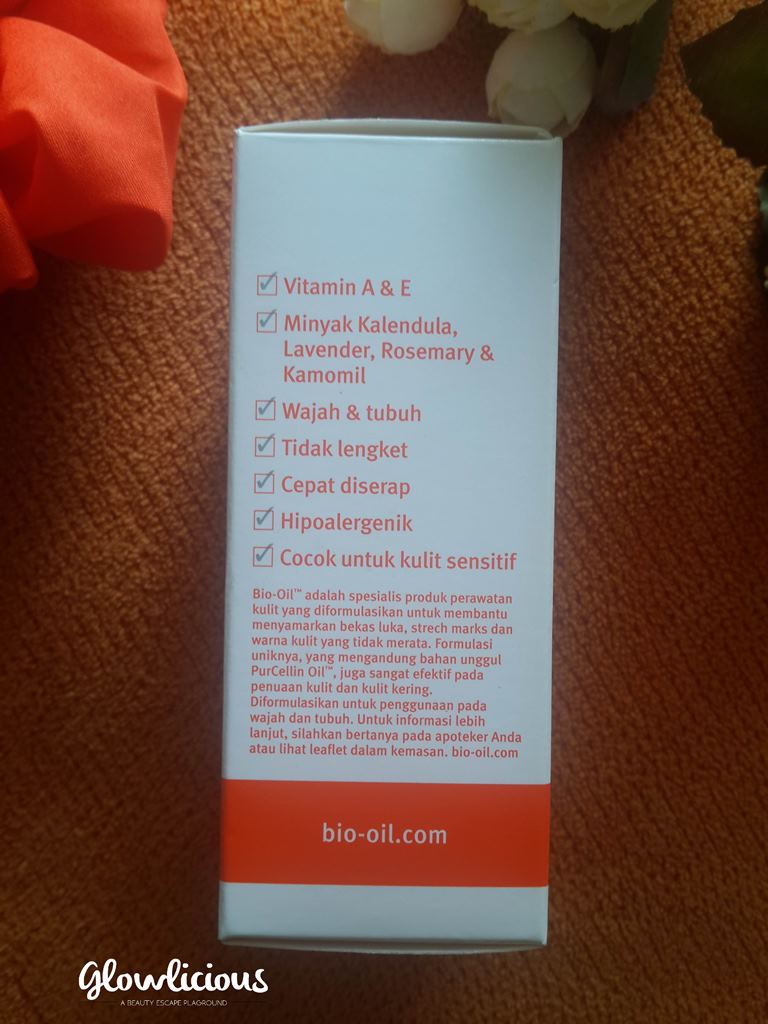 Vitamin A & E
Minyak Kalendula,
Lavender, Rosemary &
Kamomil
Wajah & tubuh
Tidak lengket
Cepat diserap
Hipoalergenik
Cocok untuk kulit sensitif
Bio-Oil™ adalah spesialis produk perawatan
kulit yang diformulasikan untuk membantu
menyamarkan bekas luka, strech marks dan
warna kulit yang tidak merata. Formulasi
uniknya, yang mengandung bahan unggul
PurCellin Oil™, juga sangat efektif pada
penuaan kulit dan kulit kering.
Diformulasikan untuk penggunaan pada
wajah dan tubuh. Untuk informasi lebih
lanjut, silahkan bertanya pada apoteker Anda
atau lihat leaflet dalam kemasan. bio-oil.com
bio-oil.com
Glowlicious
A BEAUTY ESCAPE PLAGROUND